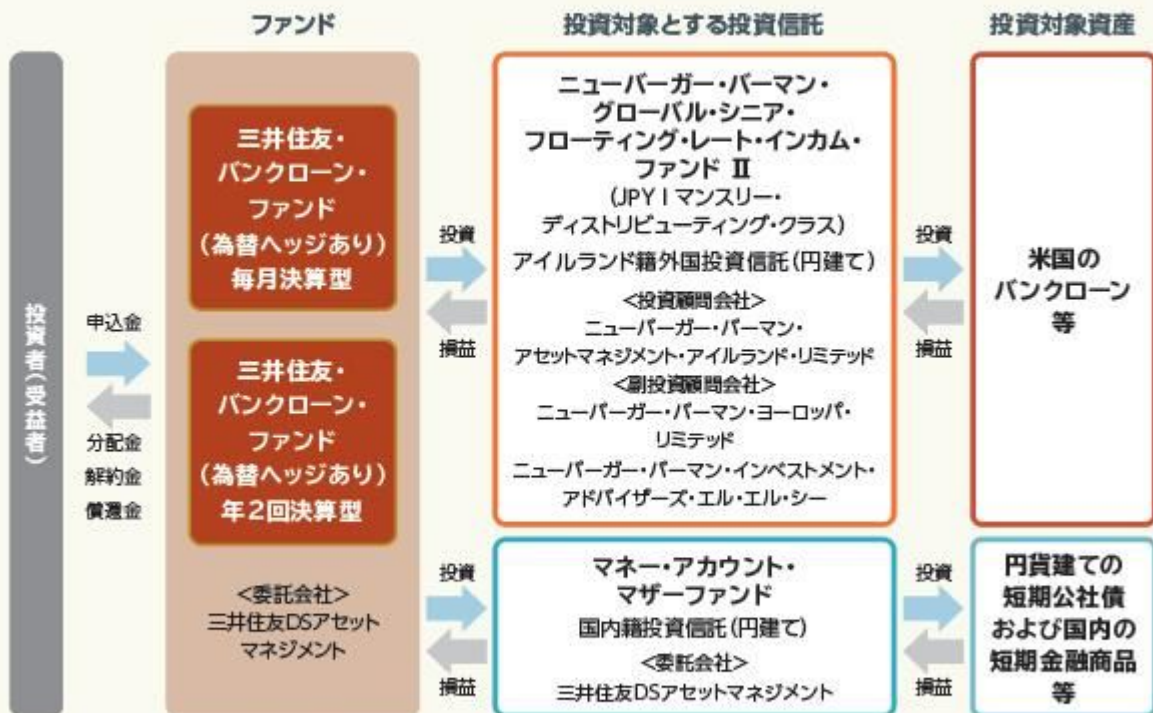 ファンド
投資対象とする投資信託
投資対象資産
投資者(受益者)
申込金
分配金
解約金
償還金
三井住友・
バンクローン・
ファンド
(為替ヘッジあり)
毎月決算型
三井住友・
バンクローン・
ファンド
(為替ヘッジあり)
年2回決算型
<委託会社>
三井住友DSアセット
マネジメント
投資
損益
ニューバーガー・バーマン・
グローバル・シニア・
フローティング・レート・インカム・
ファンド Ⅱ
(JPY I マンスリー・
ディストリビューティング・クラス)
アイルランド籍外国投資信託(円建て)
<投資顧問会社>
ニューバーガー・バーマン・
アセットマネジメント・アイルランド・リミテッド
<副投資顧問会社>
ニューバーガー・バーマン・ヨーロッパ・
リミテッド
ニューバーガー・バーマン・インベストメント・
アドバイザーズ・エル・エル・シー
投資
損益
米国の
バンクローン
等
投資
損益
マネー・アカウント・
マザーファンド
国内籍投資信託(円建て)
<委託会社>
三井住友DSアセットマネジメント
投資
損益
円貨建ての
短期公社債
および国内の
短期金融商品
等